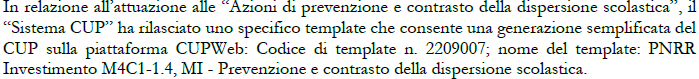 In relazione all’attuazione alle “Azioni di prevenzione e contrasto della dispersione scolastica”, il
“Sistema CUP” ha rilasciato uno specifico template che consente una generazione semplificata del
CUP sulla piattaforma CUPWeb: Codice di template n. 2209007; nome del template: PNRR
Investimento M4C1-1.4, MI - Prevenzione e contrasto della dispersione scolastica.